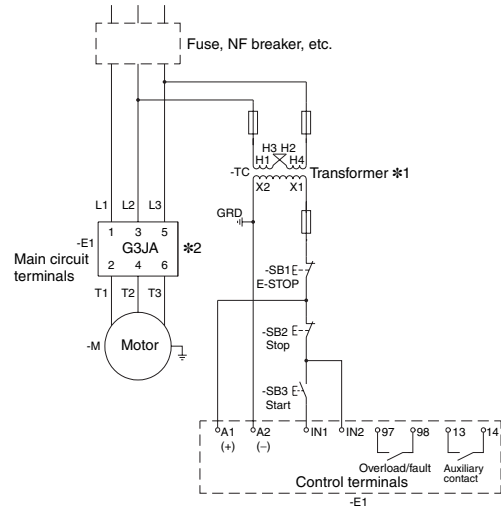 Fuse, NF breaker, etc.
H3 H2
H1 H4
-TC
Transformer *1
X2 X1
L1 L2 L3
GRD
1 3 5
-E1
G3JA
*2
Main circuit
terminals
2 4 6
-SB1
E-STOP
T1 T2 T3
-M
Motor
-SB2
Stop
-SB3
Start
A1 A2 IN1 IN2 97 98 13 14
(+) (−)
Overload/fault
Auxiliary
contact
Control terminals
-E1